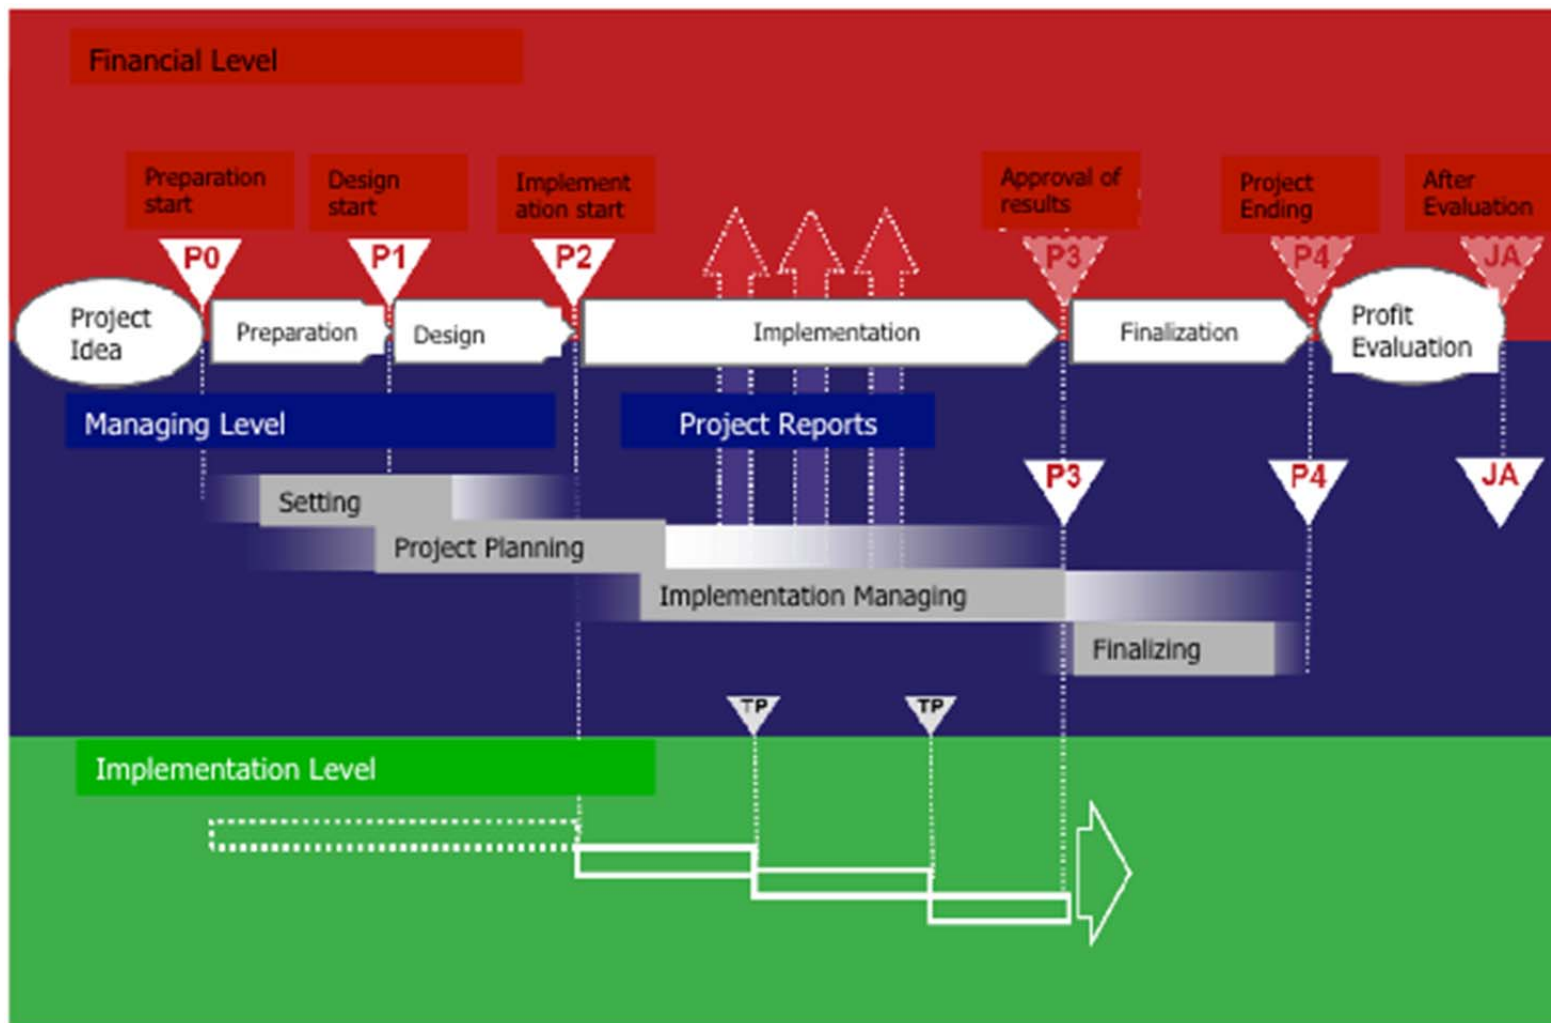 Financial Level
Preparation
start
Design
start
Implement
ation start
Approval of
results
Project
Ending
After
Evaluation
P0
P1
P2
P3
P4
JA
Project
Idea
Preparation
Design
Implementation
Finalization
Profit
Evaluation
Managing Level
Project Reports
P3
P4
JA
Setting
Project Planning
Implementation Managing
Finalizing
TP
TP
Implementation Level